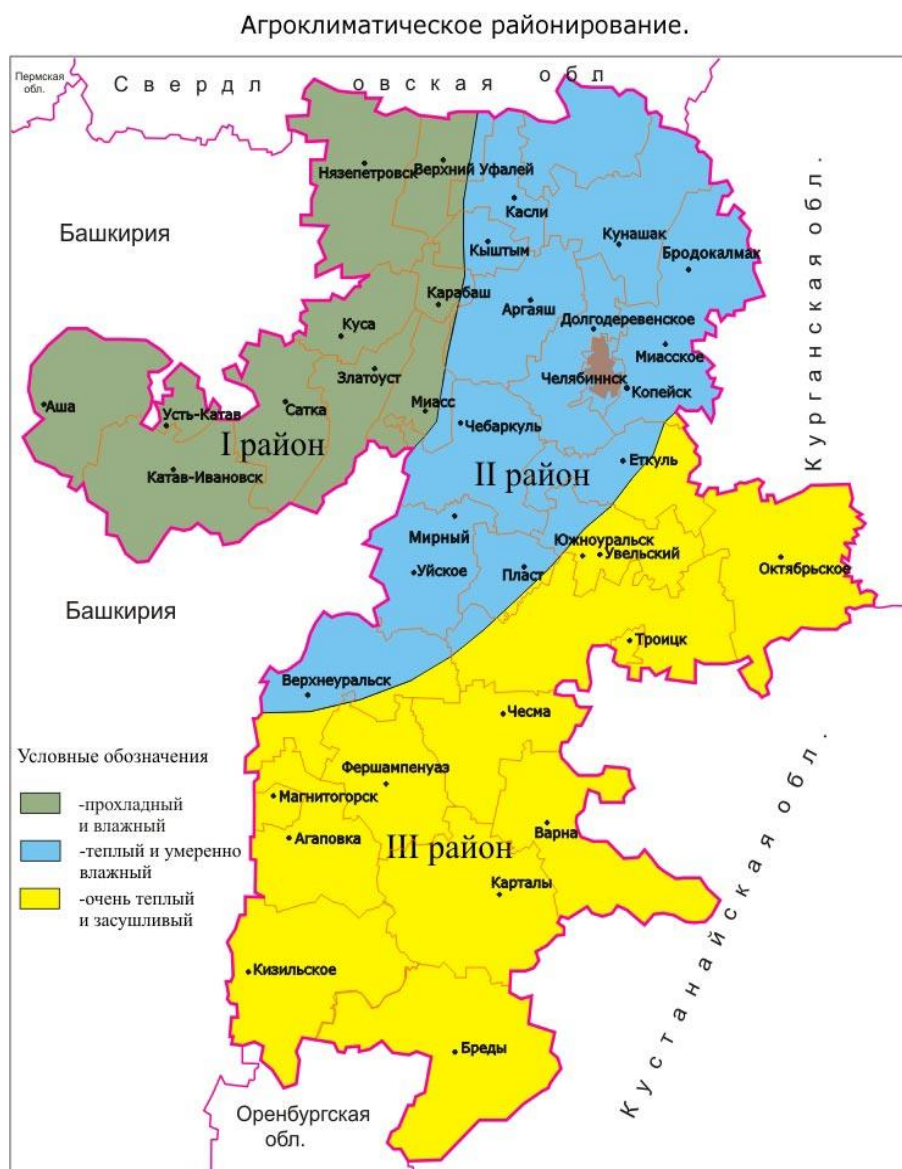 Агроклиматическое районирование.
Пермская
обл.
Свердловская обл.
Курганская обл.
Нязепетровск
Верхний Уфалей
Касли
Башкирия
Кунашак
Кыштым
Бродокалмак
Карабаш
Аргаяш
Долгодеревенское
Куса
Миасское
Златоуст
Челябиннск
Копейск
Аша
Усть-Катав
Сатка
Миасс
Чебаркуль
I район
Катав-Ивановск
II район
Еткуль
Мирный
Южноуральск
Увельский
Уйское
Пласт
Октябрьское
Башкирия
Троицк
Верхнеуральск
Чесма
Кустанайская обл.
Условные обозначения
-прохладный
и влажный
-теплый и умеренно
влажный
-очень теплый
и засушливый
Фершампенуаз
Магнитогорск
Агаповка
Варна
III район
Карталы
Кизильское
Бреды
Оренбургская
обл.